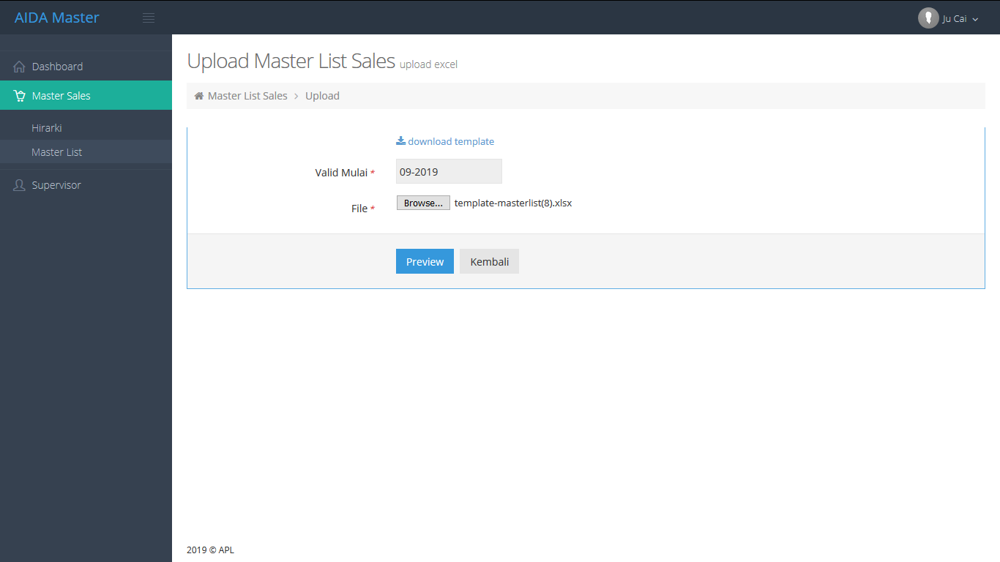 AIDA Master
Ju Cai
Dashboard
Master Sales
Hirarki
Master List
Supervisor
Upload Master List Sales upload excel
Master List Sales > Upload
download template
Valid Mulai * 09-2019
File * Browse... template-masterlist(8).xlsx
Preview Kembali
2019 © APL